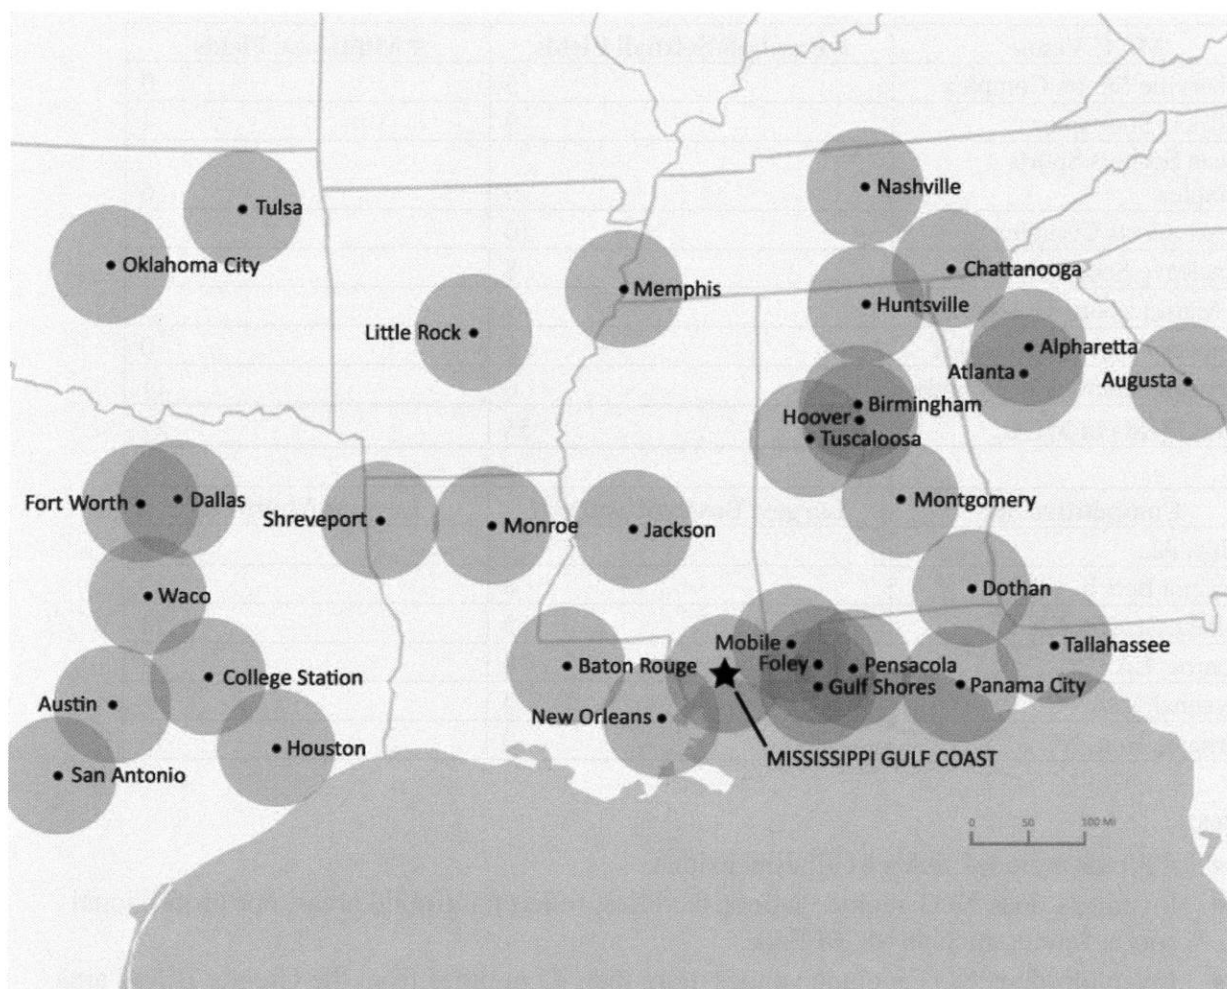 Nashville
Tulsa
Oklahoma City
Chattanooga
Memphis
Huntsville
Little Rock
Alpharetta
Atlanta
Augusta
Birmingham
Hoover
Tuscaloosa
Fort Worth
Dallas
Montgomery
Shreveport
Monroe
Jackson
Waco
Dothan
Mobile
Tallahassee
Foley
Baton Rouge
Pensacola
College Station
Gulf Shores
Panama City
Austin
New Orleans
Houston
MISSISSIPPI GULF COAST
San Antonio
0 50 100 MI